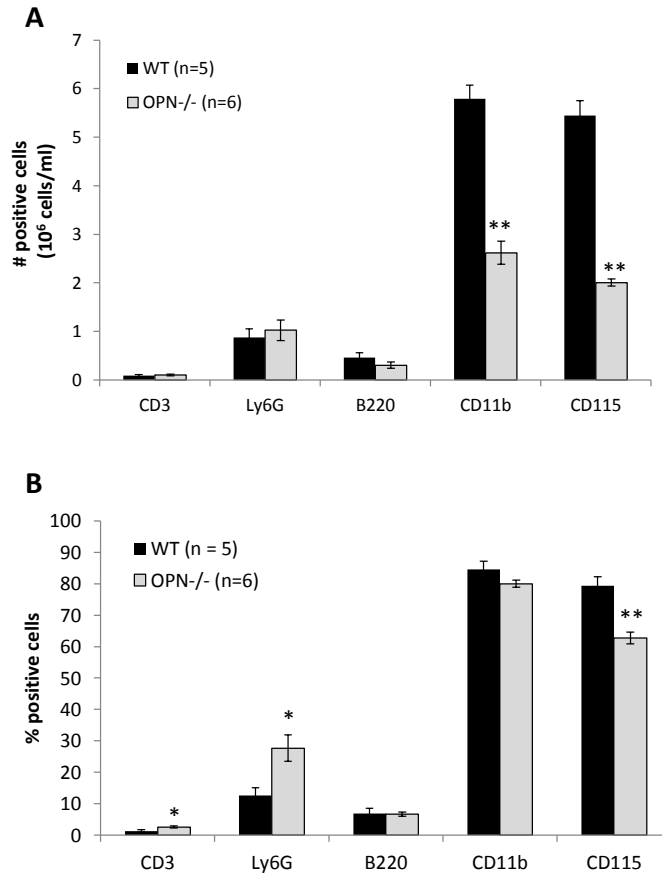 A
7
6
5
4
3
2
1
0
# positive cells
(10⁶ cells/ml)
WT (n=5)
OPN-/- (n=6)
**
**
CD3 Ly6G B220 CD11b CD115
B
100
90
80
70
60
50
40
30
20
10
0
% positive cells
WT (n = 5)
OPN-/- (n=6)
**
*
*
CD3 Ly6G B220 CD11b CD115